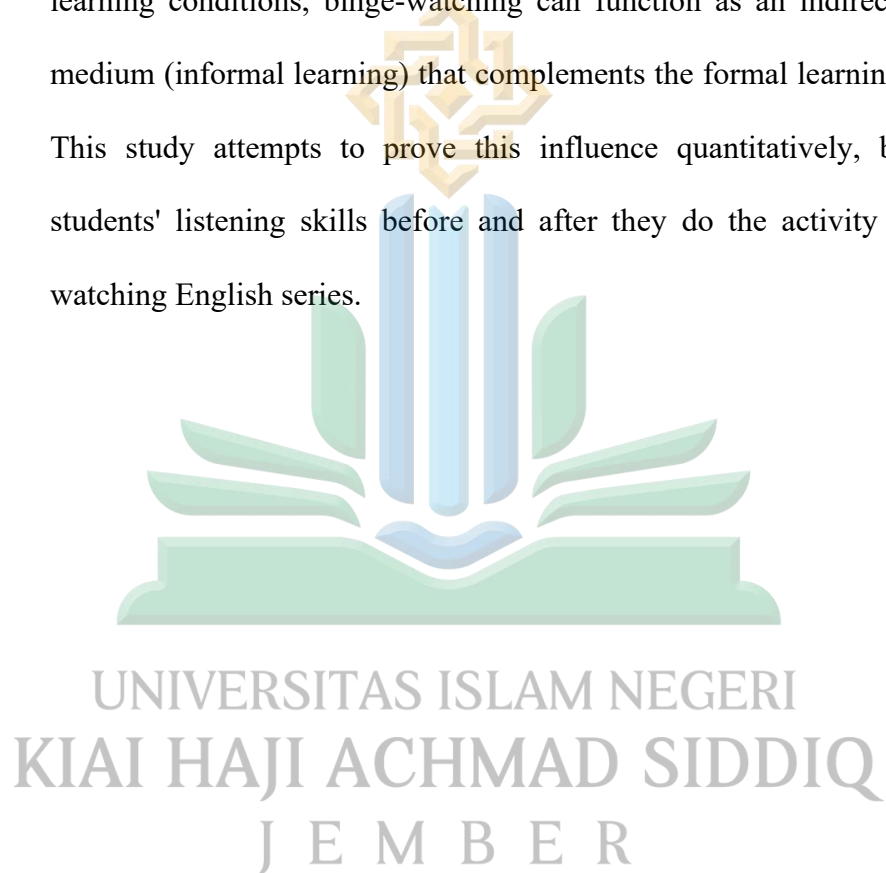 learning conditions, binge-watching can function as an indirect
medium (informal learning) that complements the formal
This study attempts to prove this influence quantitatively,
students' listening skills before and after they do the activity
watching English series.
UNIVERSITAS ISLAM NEGERI
KIAI HAJI ACHMAD SIDDIQ
JEMBER